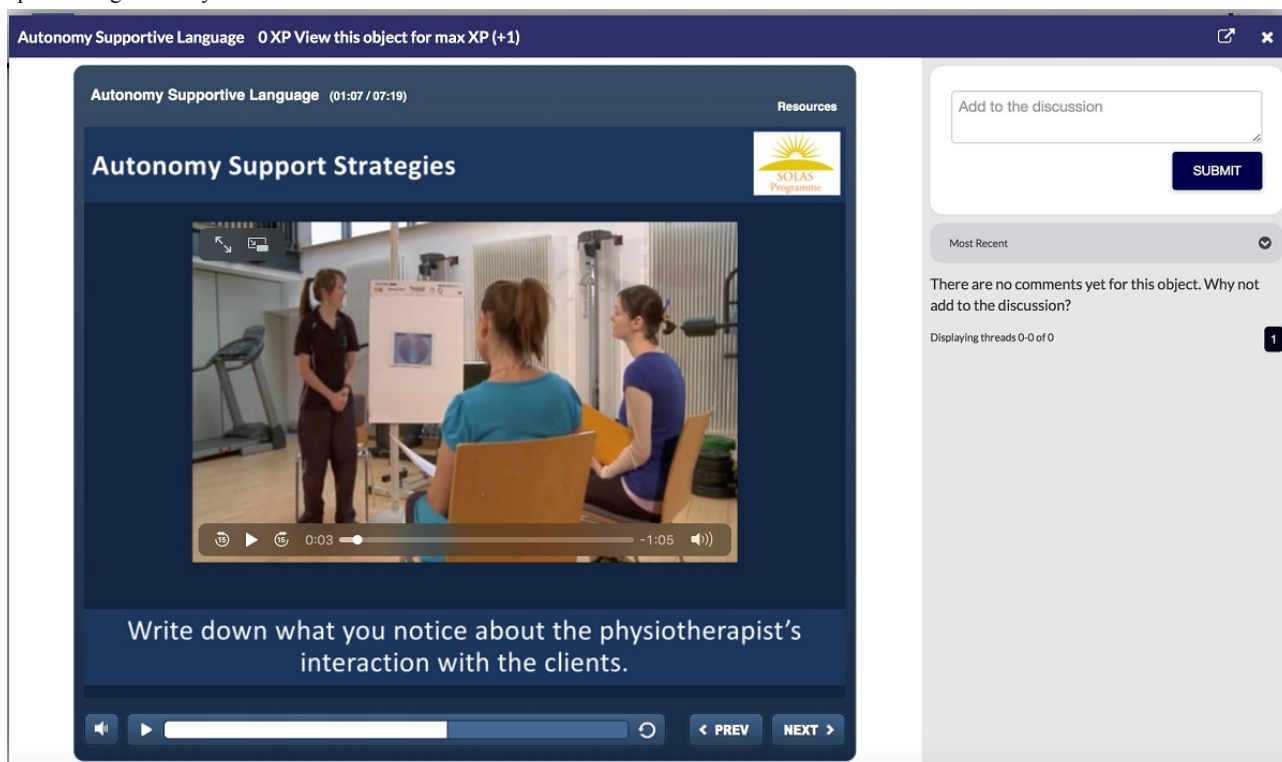 Autonomy Supportive Language 0 XP View this object for max XP (+1)
Autonomy Supportive Language (01:07 / 07:19)
Resources
Autonomy Support Strategies
SOLAS
Programme
15
15
0:03
-1:05
Write down what you notice about the physiotherapist's
interaction with the clients.
< PREV
NEXT >
Add to the discussion
SUBMIT
Most Recent
There are no comments yet for this object. Why not
add to the discussion?
Displaying threads 0-0 of 0
1